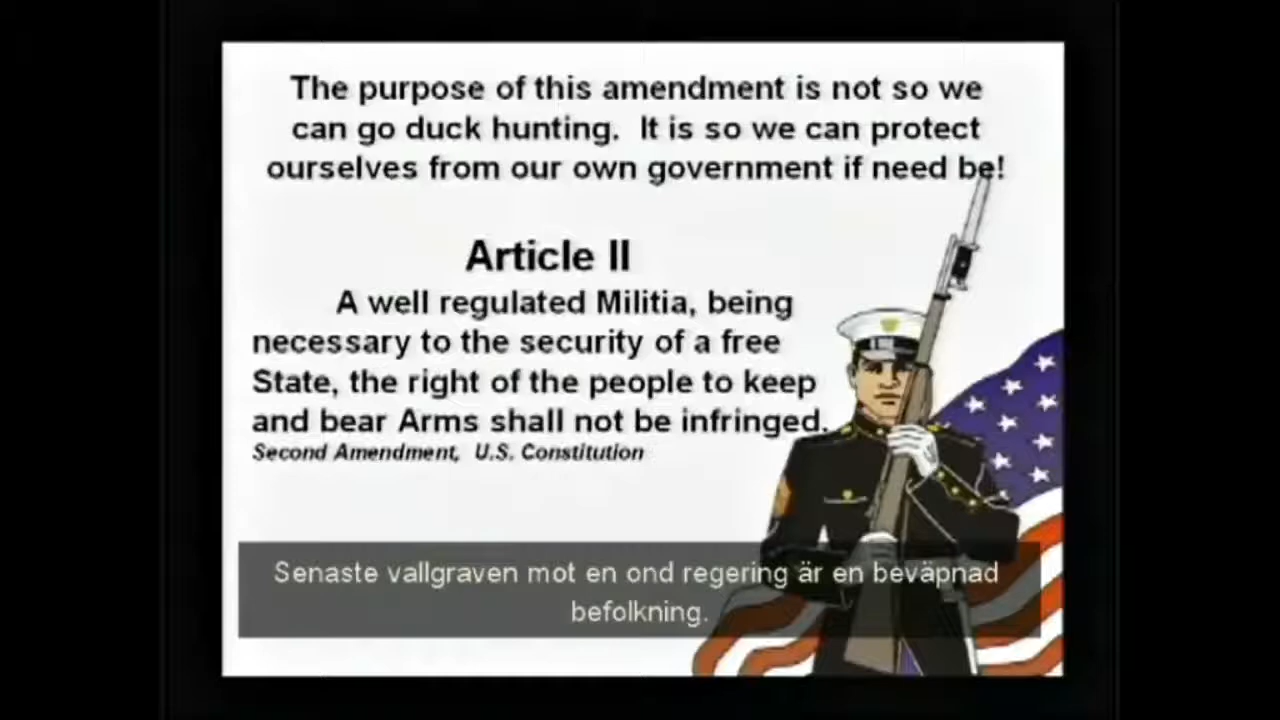 The purpose of this amendment is not so we
can go duck hunting. It is so we can protect
ourselves from our own government if need be!
Article II
A well regulated Militia, being
necessary to the security of a free
State, the right of the people to keep
and bear Arms shall not be infringed.
Second Amendment, U.S. Constitution
Senaste vallgraven mot en ond regering är en beväpnad
befolkning.